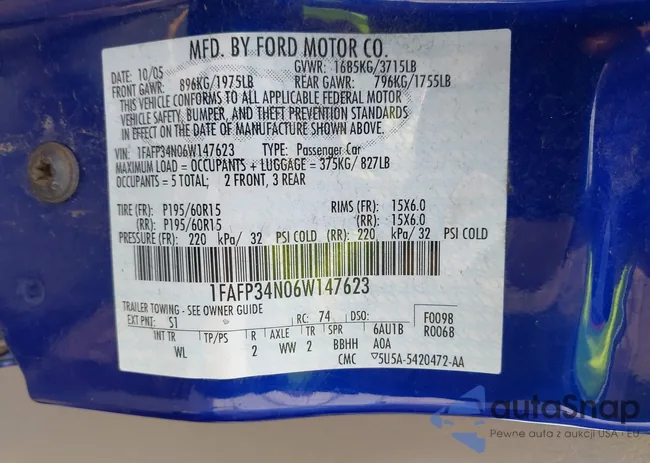 MFD. BY FORD MOTOR CO.
DATE: 10/05 GVWR: 1685KG/3715LB
FRONT GAWR: 896KG/1975LB REAR GAWR: 796KG/1755LB
THIS VEHICLE CONFORMS TO ALL APPLICABLE FEDERAL MOTOR
VEHICLE SAFETY, BUMPER, AND THEFT PREVENTION STANDARDS
IN EFFECT ON THE DATE OF MANUFACTURE SHOWN ABOVE.
VIN: 1FAFP34N06W147623 TYPE: Passenger Car
MAXIMUM LOAD = OCCUPANTS + LUGGAGE = 375KG/ 827LB
OCCUPANTS = 5 TOTAL; 2 FRONT, 3 REAR
TIRE (FR): P195/60R15 RIMS (FR): 15X6.0
(RR): P195/60R15 (RR): 15X6.0
PRESSURE (FR): 220 kPa/ 32 PSI COLD (RR): 220 kPa/ 32 PSI COLD
1FAFP34N06W147623
TRAILER TOWING - SEE OWNER GUIDE
EXT PNT: S1 RC: 74 DSO: F0098
INT TR TP/PS R AXLE TR SPR 6AU1B R0068
WL 2 WW 2 BBHH A0A
CMC ▽5U5A-5420472-AA
autaSnap
Pewne auta z aukcji USA i EU